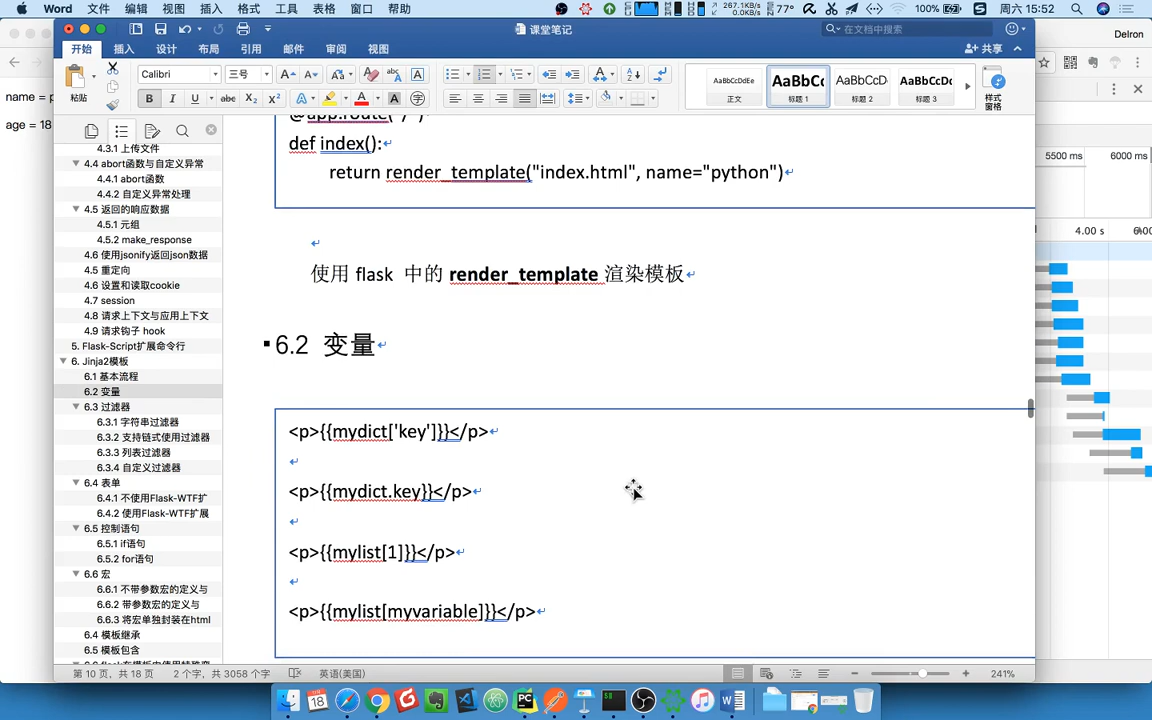 Word 文件 编辑 视图 插入 格式 工具 表格 窗口 帮助
267.1KB/s
0.0KB/s
77°
100%
周六 15:52
课堂笔记
在文档中搜索
Delron
开始 插入 设计 布局 引用 邮件 审阅 视图
共享
粘贴
Calibri 三号
AaBbCcDdEe
正文
AaBbCc
标题 1
AaBbCcD
标题 2
AaBbCcDc
标题 3
样式
窗格
name = p
age = 18
4.3.1 上传文件
4.4 abort函数与自定义异常
4.4.1 abort函数
4.4.2 自定义异常处理
4.5 返回的响应数据
4.5.1 元组
4.5.2 make_response
4.6 使用jsonify返回json数据
4.5 重定向
4.6 设置和读取cookie
4.7 session
4.8 请求上下文与应用上下文
4.9 请求钩子 hook
5. Flask-Script扩展命令行
6. Jinja2模板
6.1 基本流程
6.2 变量
6.3 过滤器
6.3.1 字符串过滤器
6.3.2 支持链式使用过滤器
6.3.3 列表过滤器
6.3.4 自定义过滤器
6.4 表单
6.4.1 不使用Flask-WTF扩
6.4.2 使用Flask-WTF扩展
6.5 控制语句
6.5.1 if语句
6.5.2 for语句
6.6 宏
6.6.1 不带参数宏的定义与
6.6.2 带参数宏的定义与
6.6.3 将宏单独封装在html
6.4 模板继承
6.5 模板包含
@app.route("/")
def index():
return render_template("index.html", name="python")
使用 flask 中的 render_template 渲染模板
6.2 变量
<p>{{mydict['key']}}</p>
<p>{{mydict.key}}</p>
<p>{{mylist[1]}}</p>
<p>{{mylist[myvariable]}}</p>
5500 ms 6000 ms
4.00 s
第 10 页，共 18 页 2 个字，共 3058 个字 英语(美国) 241%